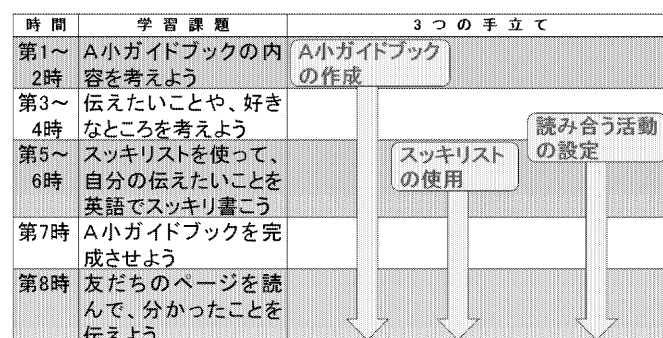 時間 学習課題 3つの手立て
第1～2時 A小ガイドブックの内容を考えよう
A小ガイドブックの作成
第3～4時 伝えたいことや、好きなところを考えよう
読み合う活動の設定
第5～6時 スッキリストを使って、自分の伝えたいことを英語でスッキリ書こう
スッキリストの使用
第7時 A小ガイドブックを完成させよう
第8時 友だちのページを読んで、分かったことを伝えよう